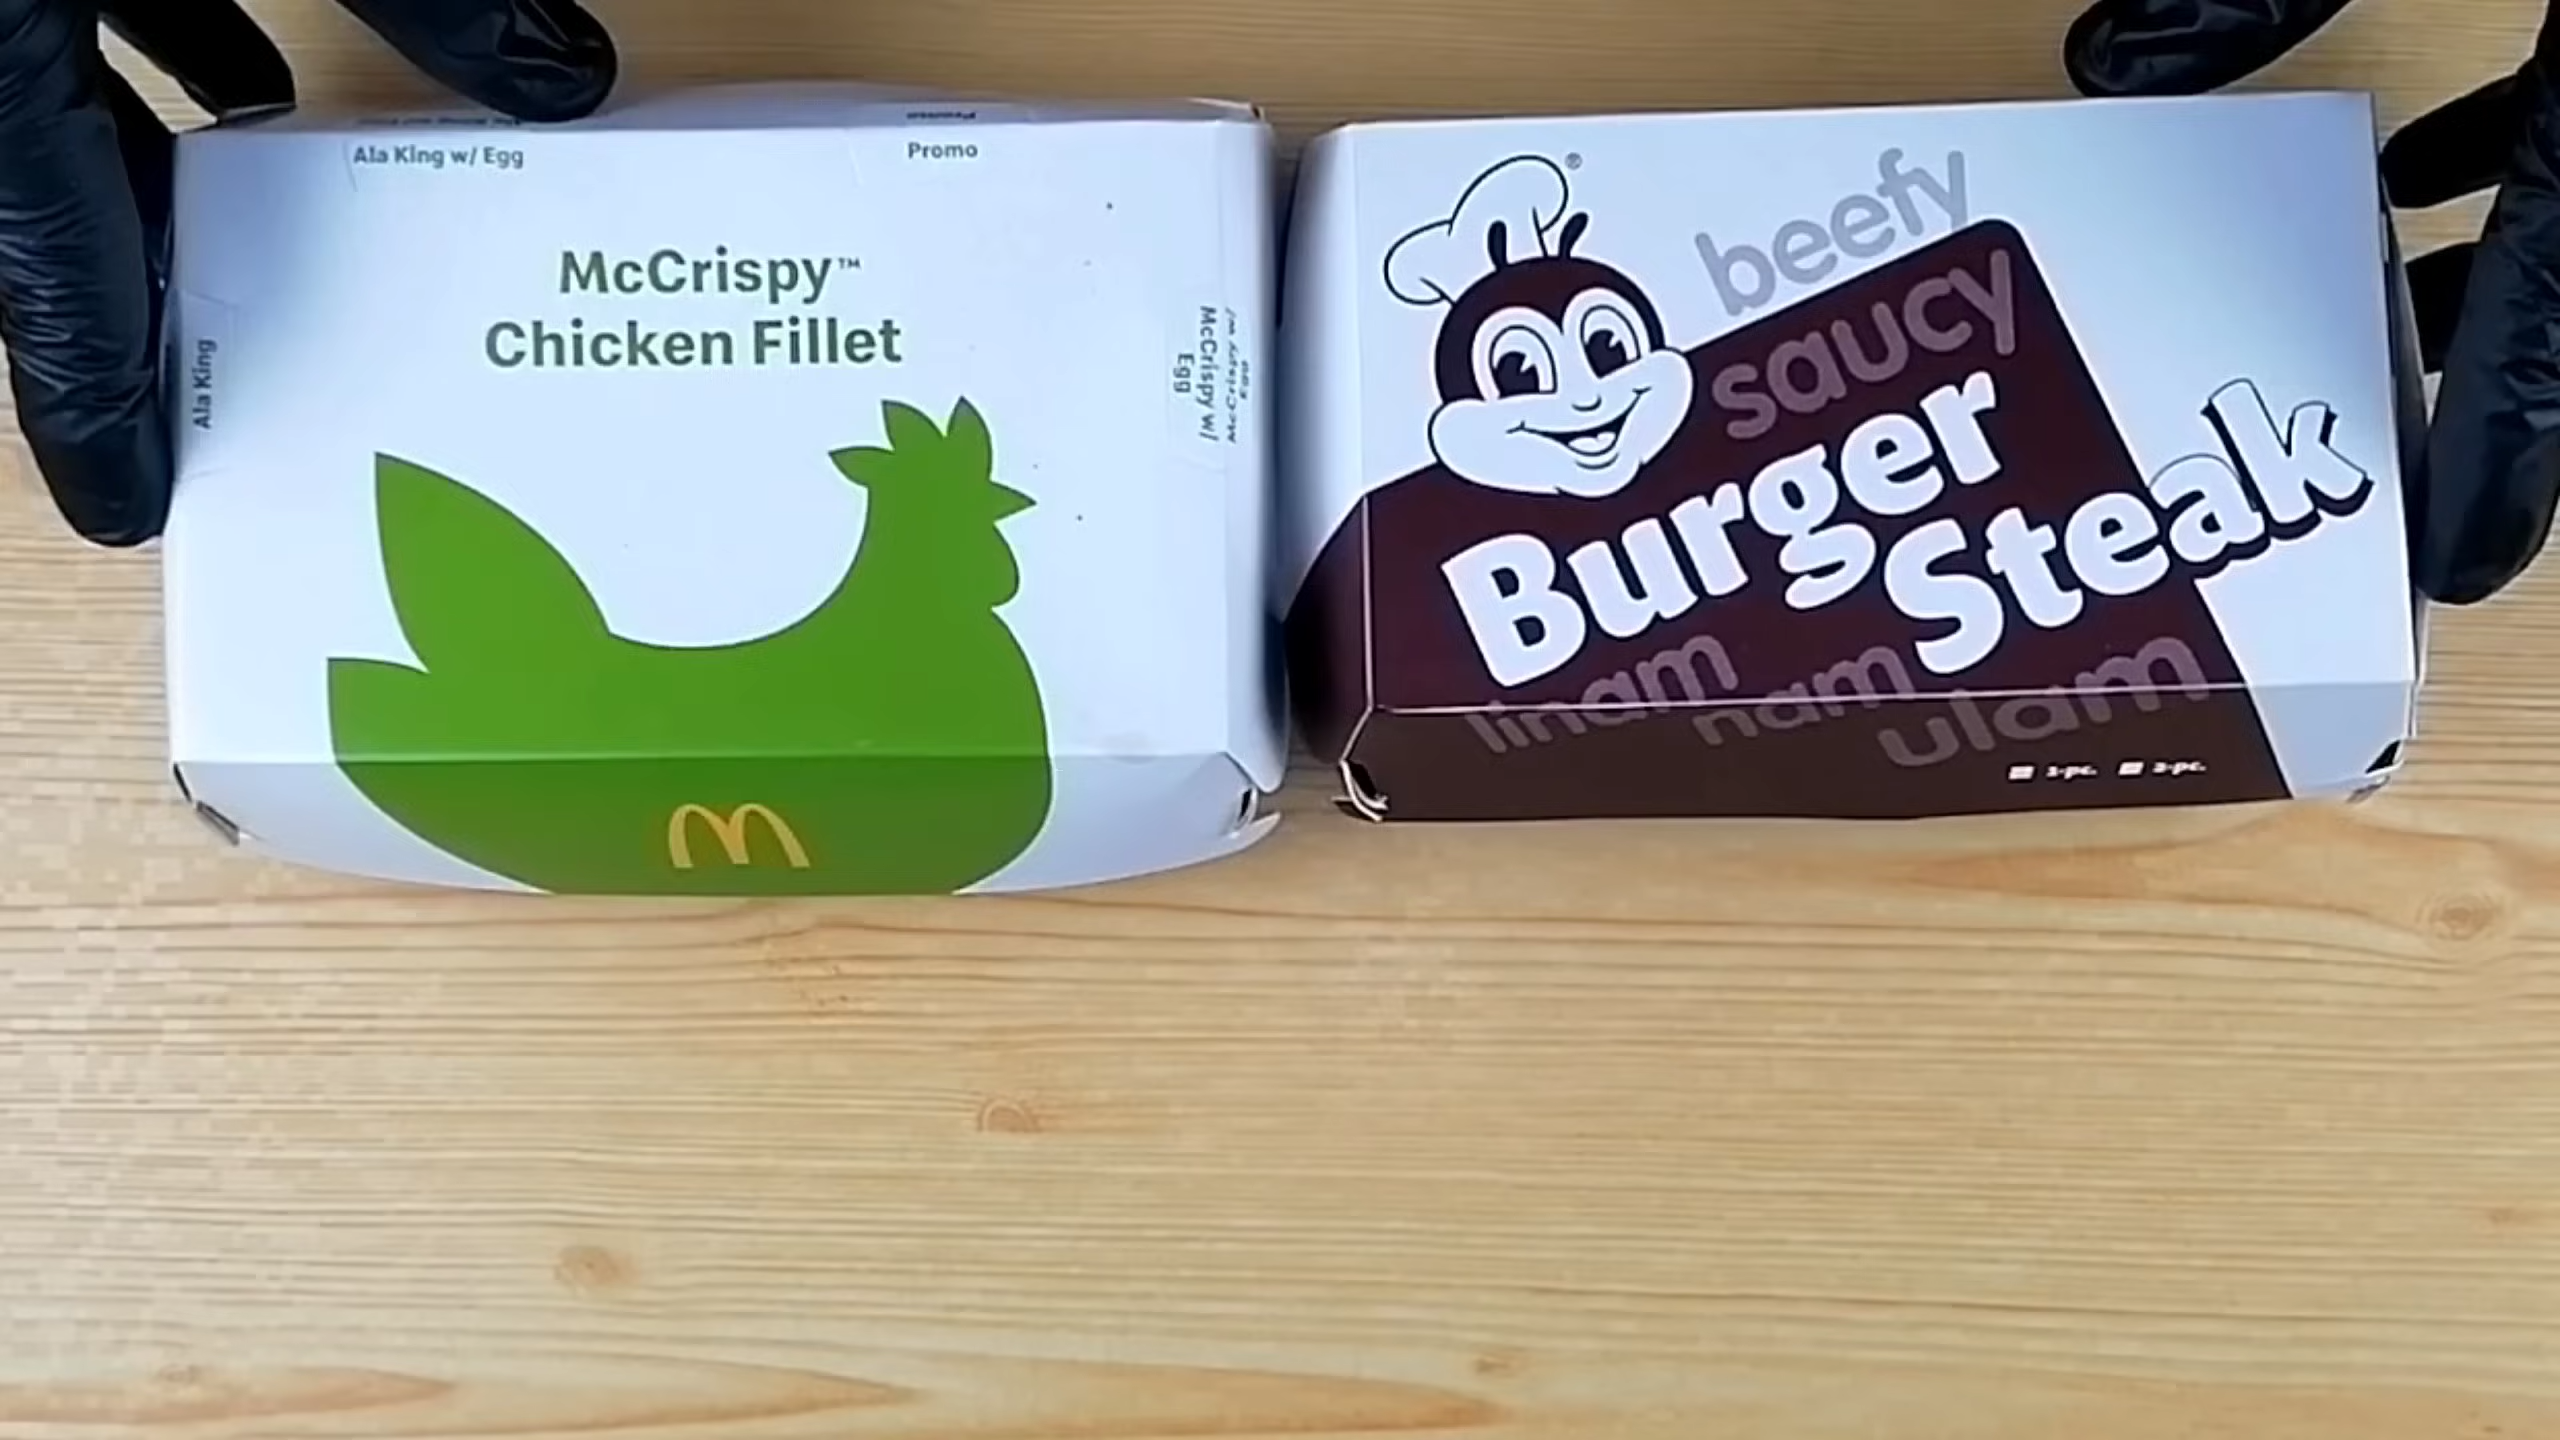 Ala King w/ Egg
Promo
McCrispy™
Chicken Fillet
Ala King
McCrispy w/
Egg
®
beefy
saucy
Burger
Steak
linam
nam
ulam
1-pc.
2-pc.